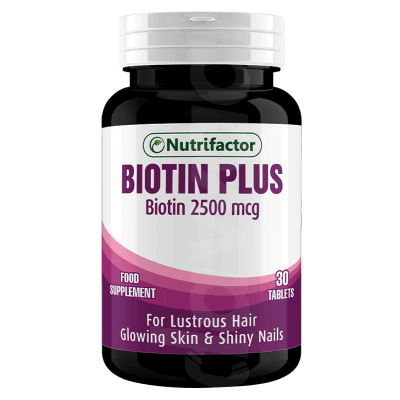 Nutrifactor
BIOTIN PLUS
Biotin 2500 mcg
FOOD
SUPPLEMENT
30
TABLETS
For Lustrous Hair
Glowing Skin & Shiny Nails